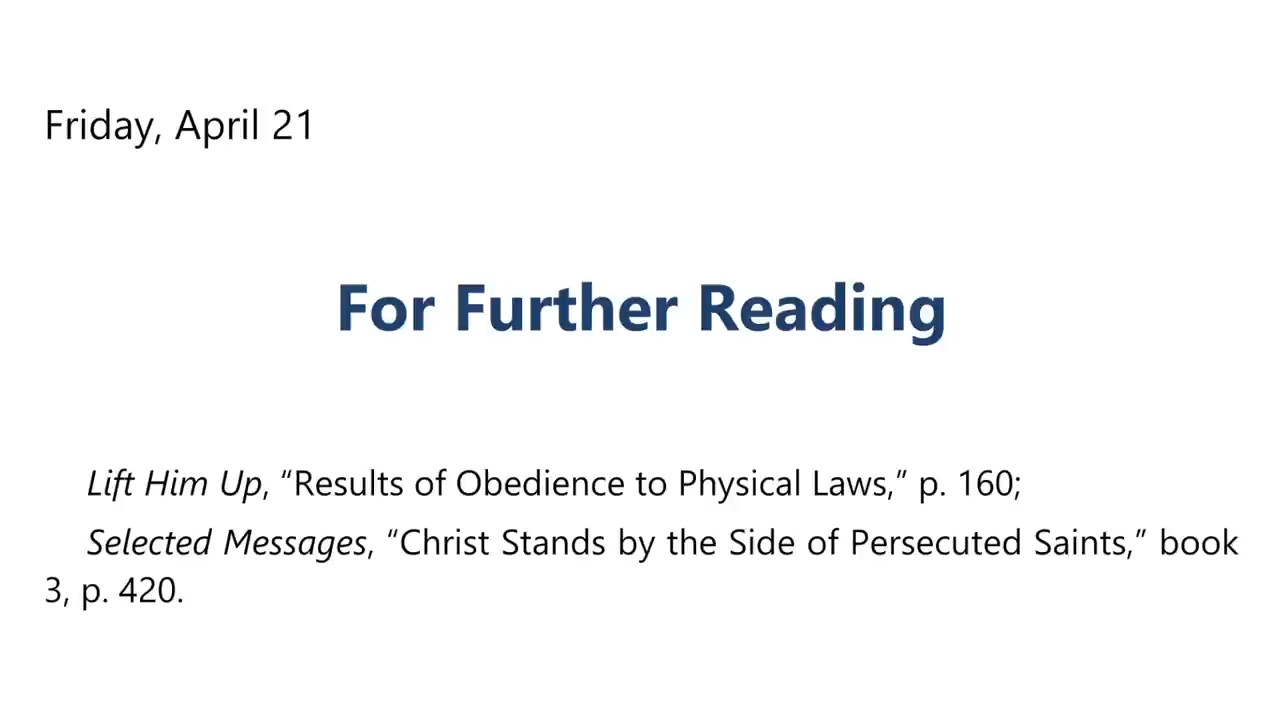 Friday, April 21
For Further Reading
Lift Him Up, “Results of Obedience to Physical Laws,” p. 160;
Selected Messages, “Christ Stands by the Side of Persecuted Saints,” book
3, p. 420.